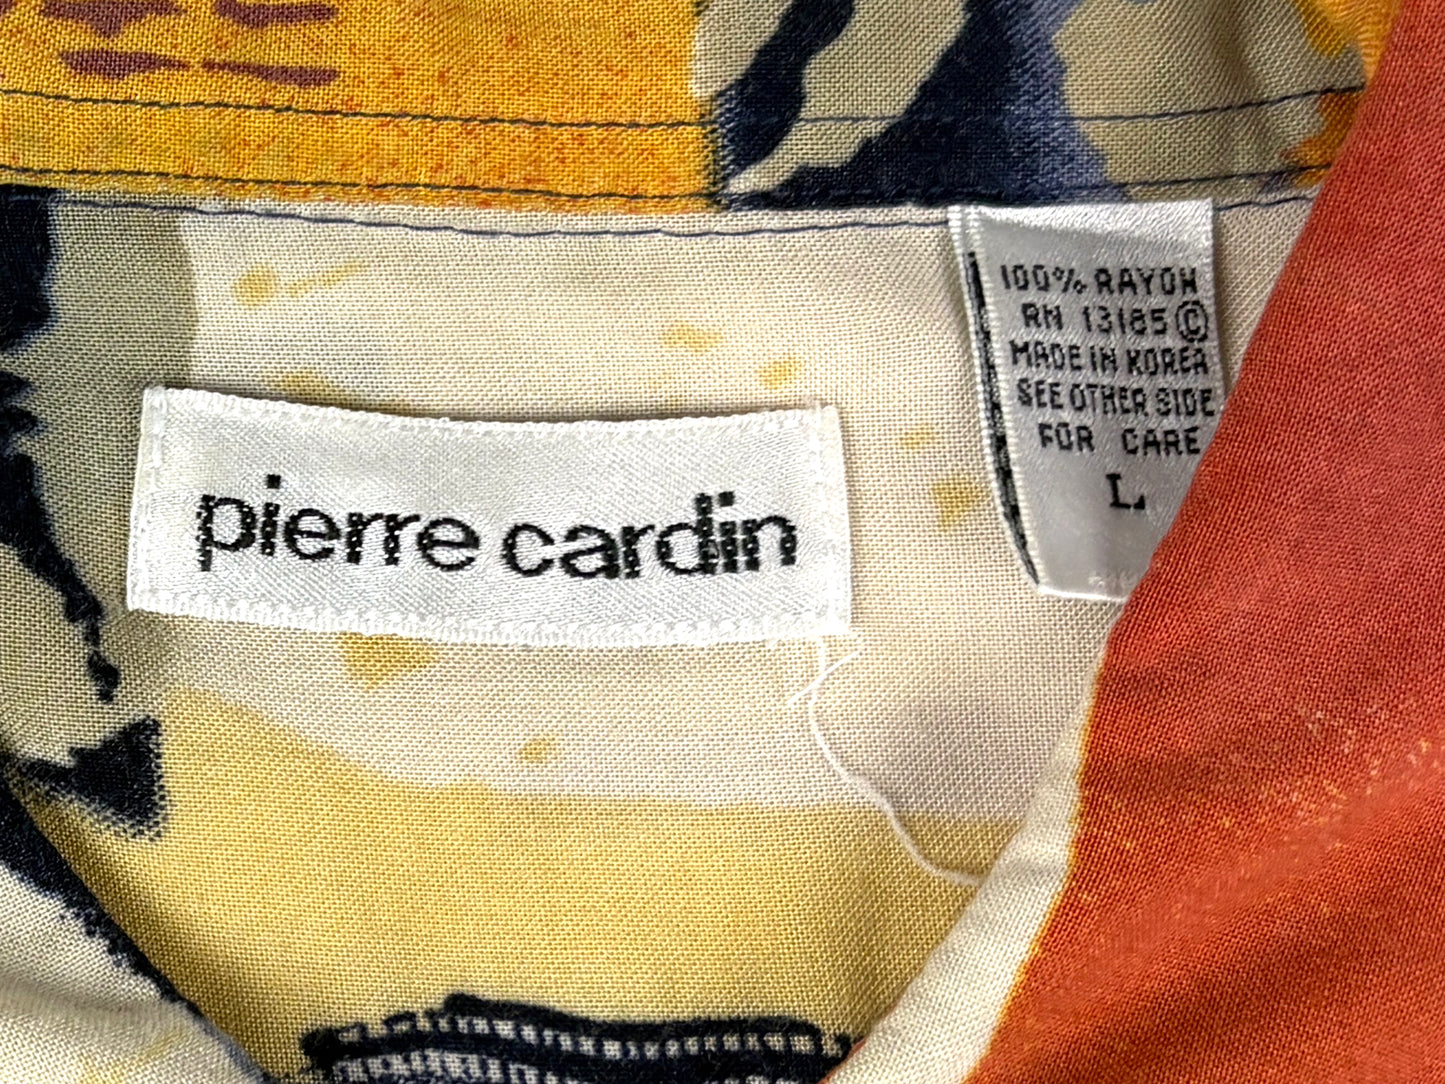 pierre cardin
100% RAYON
RN 13185 ©
MADE IN KOREA
SEE OTHER SIDE
FOR CARE
L